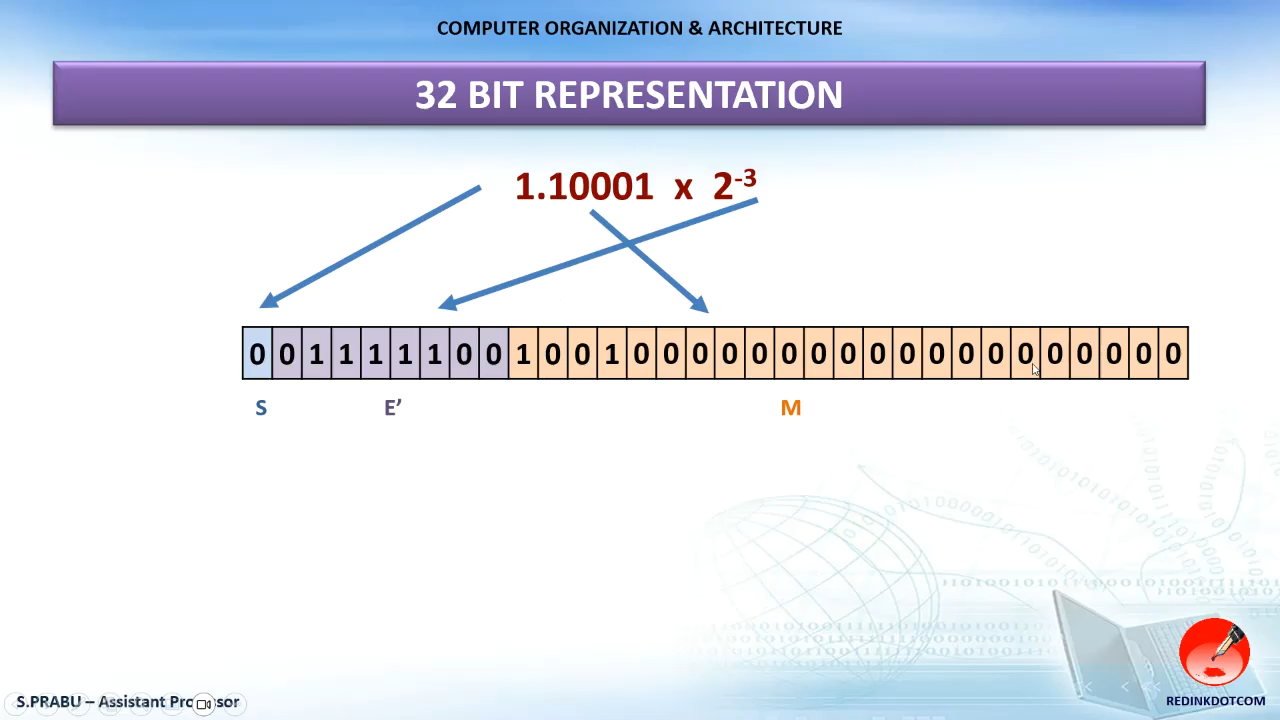 COMPUTER ORGANIZATION & ARCHITECTURE
32 BIT REPRESENTATION
1.10001 x 2⁻³
0 0 1 1 1 1 1 0 0 1 0 0 1 0 0 0 0 0 0 0 0 0 0 0 0 0 0 0 0 0 0 0
S E’ M
S.PRABU – Assistant Professor
REDINKDOTCOM